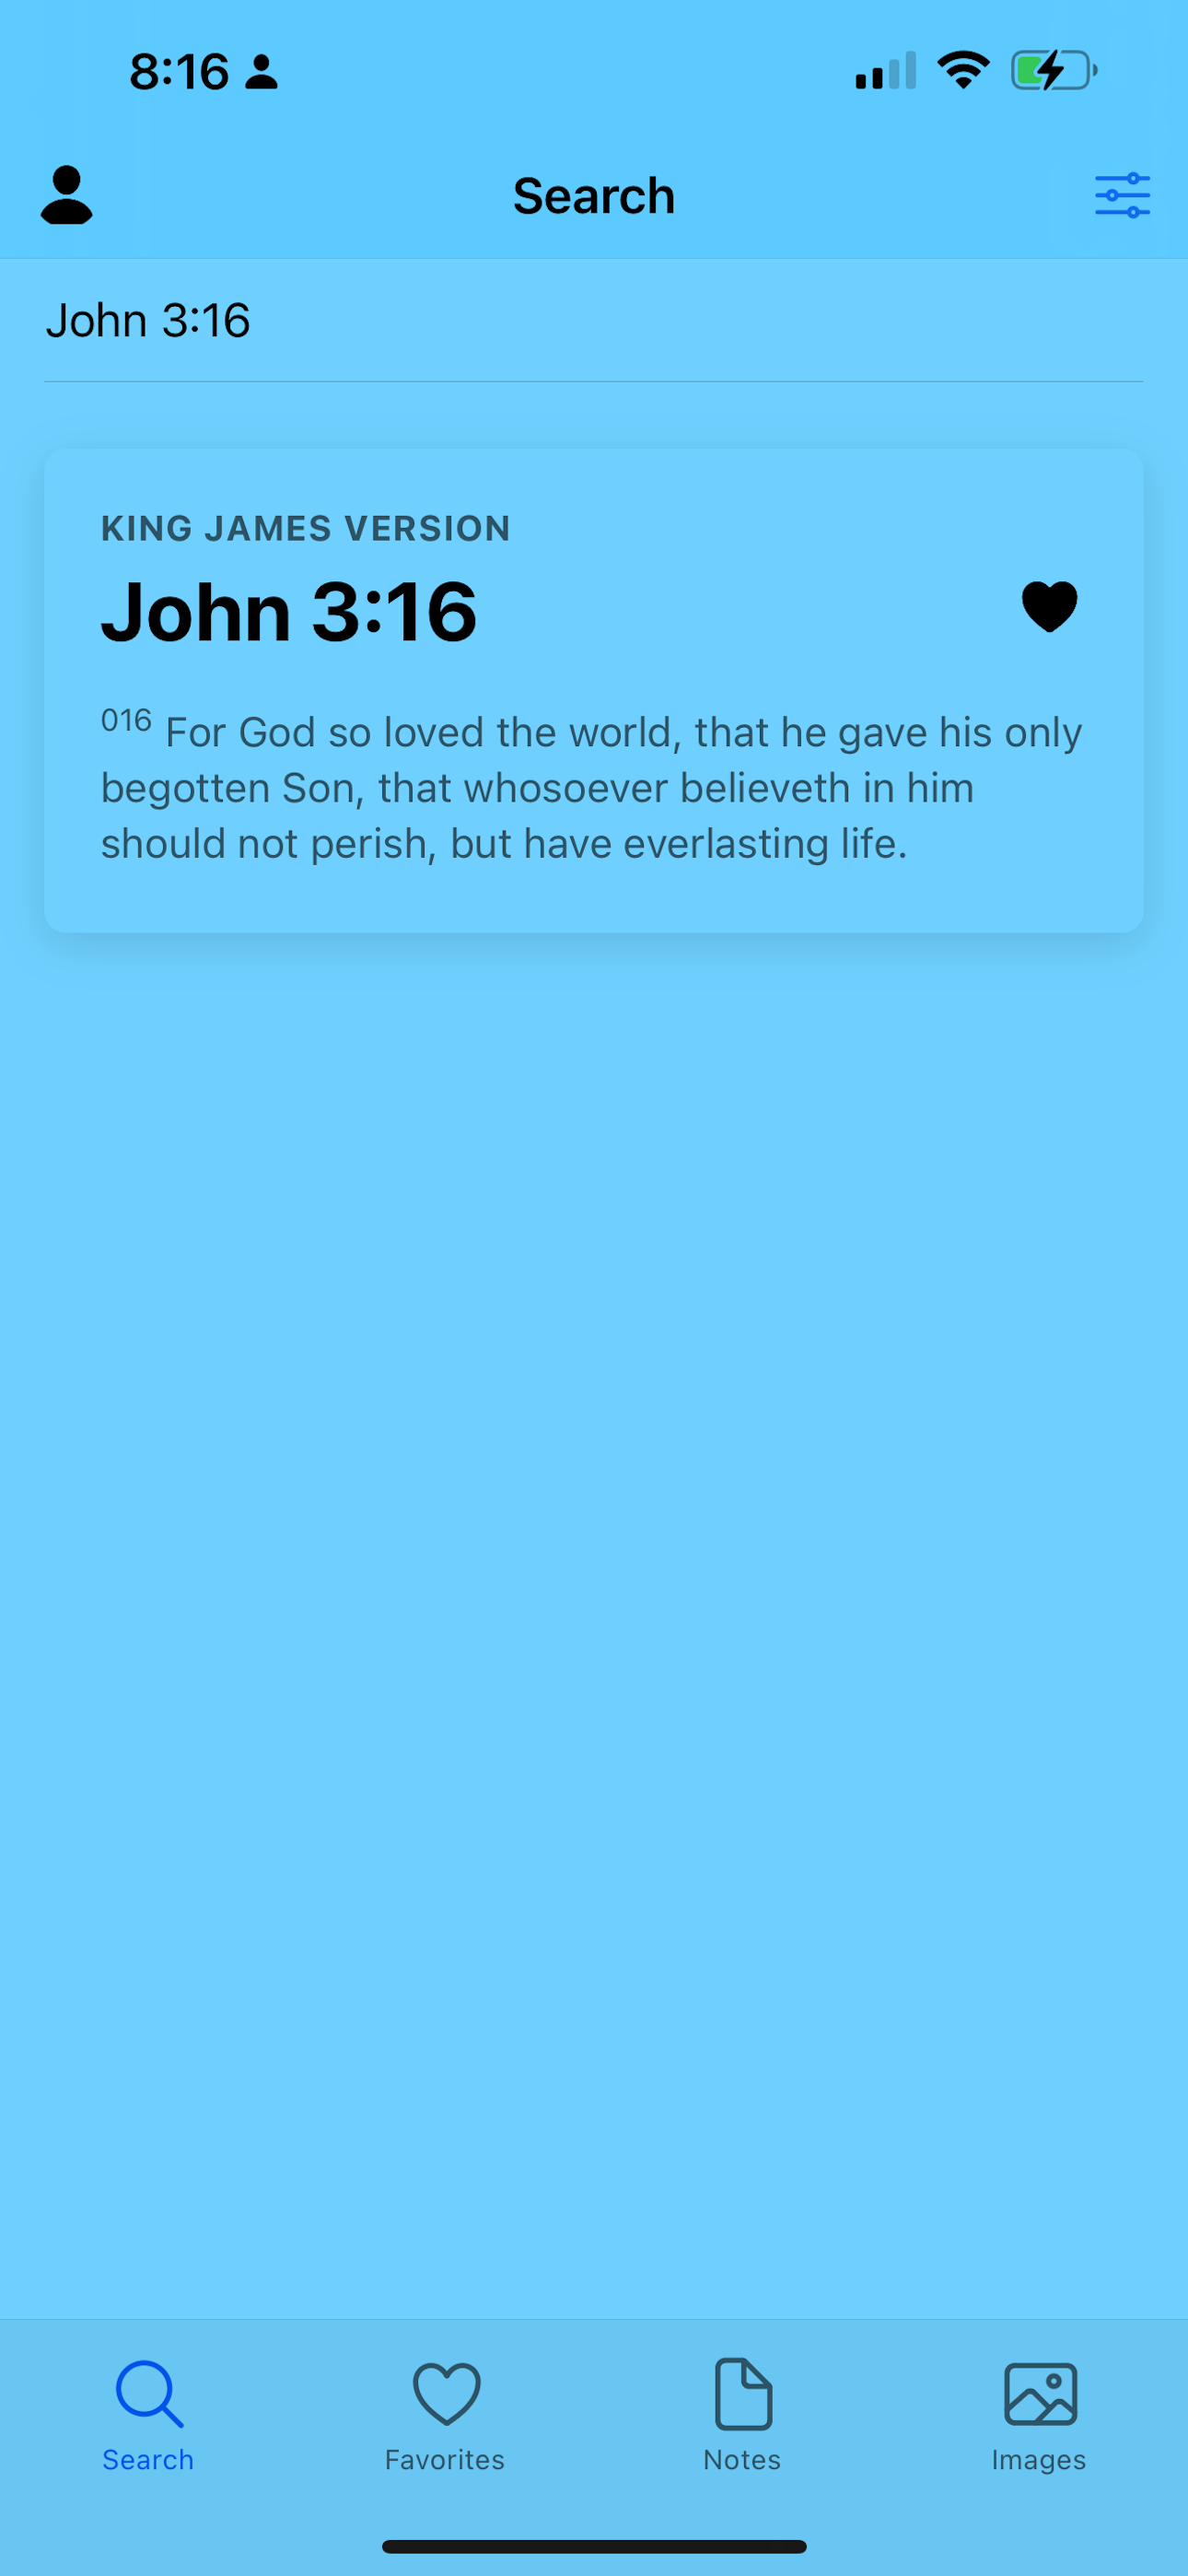 8:16
Search
John 3:16
KING JAMES VERSION
John 3:16
016 For God so loved the world, that he gave his only
begotten Son, that whosoever believeth in him
should not perish, but have everlasting life.
Search
Favorites
Notes
Images